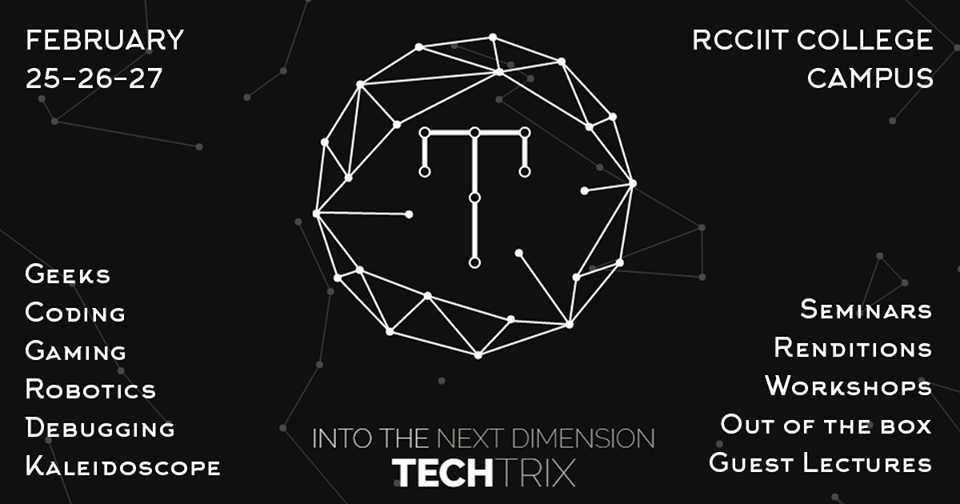 FEBRUARY
25-26-27
RCCIIT COLLEGE
CAMPUS
T
Geeks
Coding
Gaming
Robotics
Debugging
Kaleidoscope
Seminars
Renditions
Workshops
Out of the box
Guest Lectures
INTO THE NEXT DIMENSION
TECHTRIX